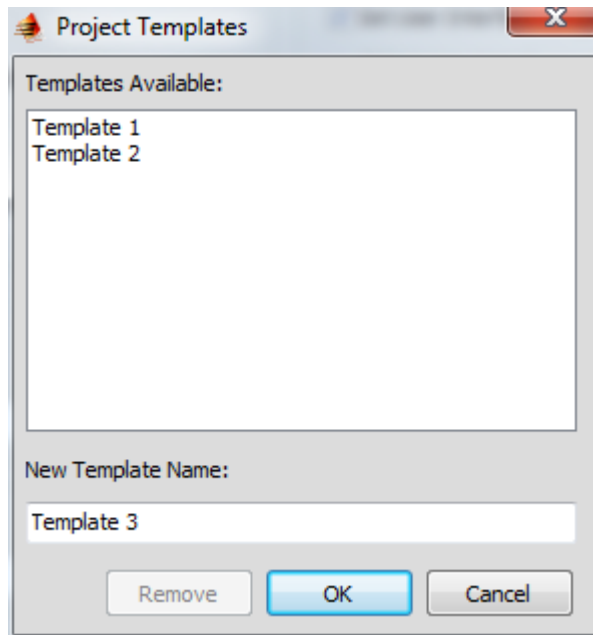 Project Templates
Templates Available:
Template 1
Template 2
New Template Name:
Template 3
Remove
OK
Cancel